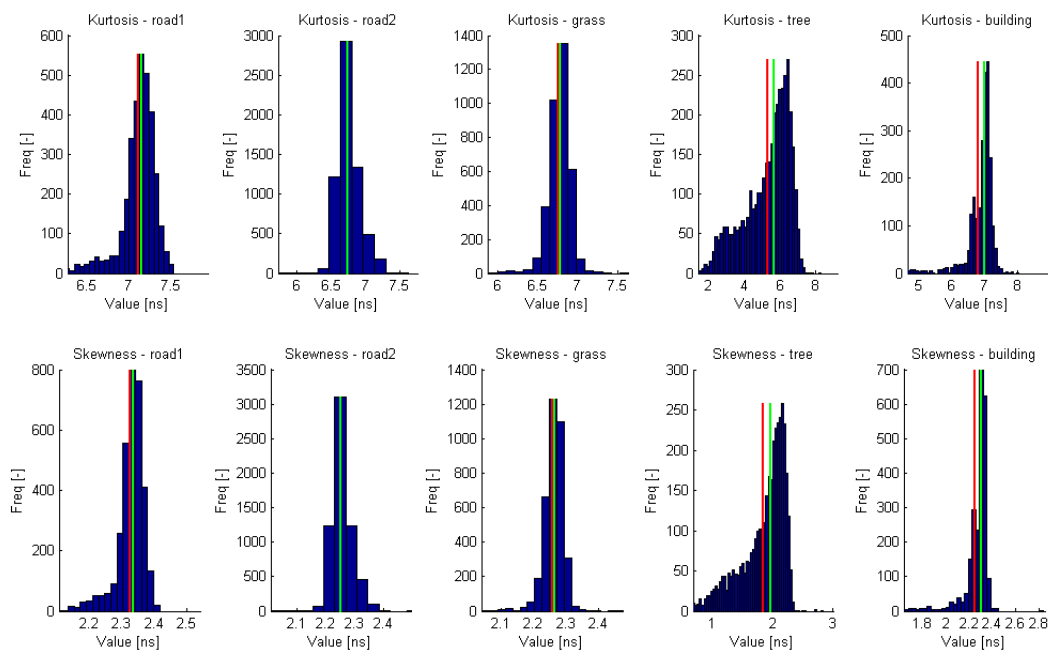 Kurtosis - road1
Kurtosis - road2
Kurtosis - grass
Kurtosis - tree
Kurtosis - building
600
500
400
300
200
100
0
Freq [-]
6.5 7 7.5
Value [ns]
3000
2500
2000
1500
1000
500
0
Freq [-]
6 6.5 7 7.5
Value [ns]
1400
1200
1000
800
600
400
200
0
Freq [-]
6 6.5 7 7.5
Value [ns]
300
250
200
150
100
50
0
Freq [-]
2 4 6 8
Value [ns]
500
400
300
200
100
0
Freq [-]
5 6 7 8
Value [ns]
Skewness - road1
Skewness - road2
Skewness - grass
Skewness - tree
Skewness - building
800
600
400
200
0
Freq [-]
2.2 2.3 2.4 2.5
Value [ns]
3500
3000
2500
2000
1500
1000
500
0
Freq [-]
2.1 2.2 2.3 2.4
Value [ns]
1400
1200
1000
800
600
400
200
0
Freq [-]
2.1 2.2 2.3 2.4
Value [ns]
300
250
200
150
100
50
0
Freq [-]
1 2 3
Value [ns]
700
600
500
400
300
200
100
0
Freq [-]
1.8 2 2.2 2.4 2.6 2.8
Value [ns]